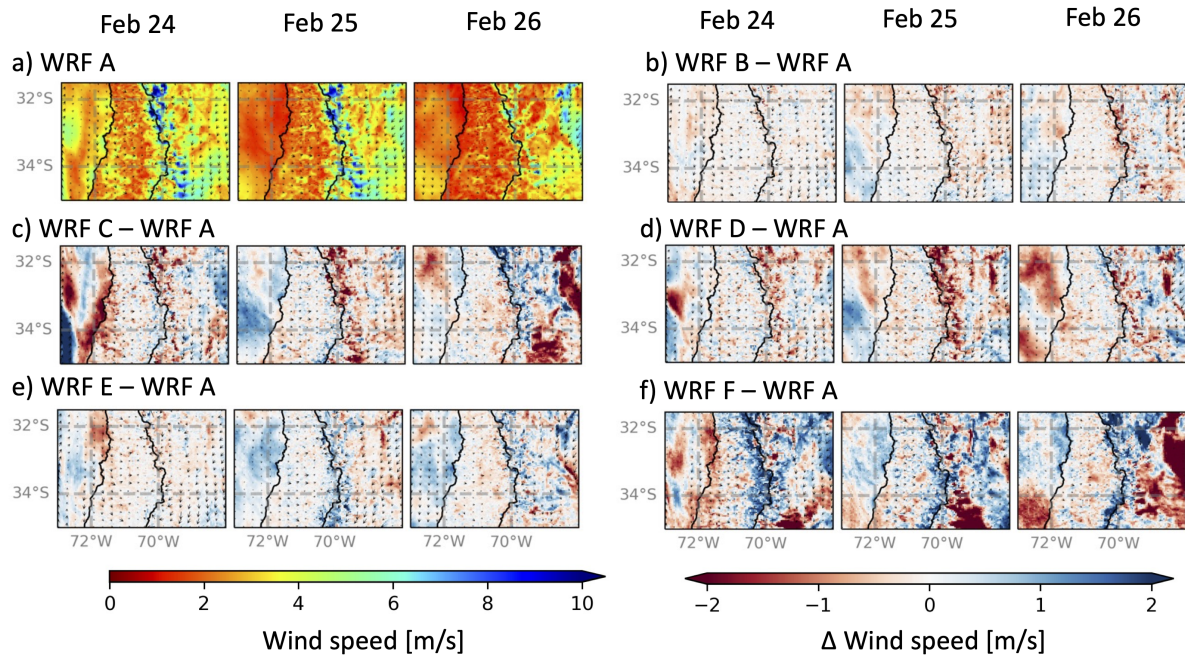 Feb 24 Feb 25 Feb 26 Feb 24 Feb 25 Feb 26
a) WRF A
b) WRF B – WRF A
32°S
34°S
32°S
34°S
c) WRF C – WRF A
d) WRF D – WRF A
32°S
34°S
32°S
34°S
e) WRF E – WRF A
f) WRF F – WRF A
32°S
34°S
32°S
34°S
72°W 70°W 72°W 70°W 72°W 70°W 72°W 70°W 72°W 70°W 72°W 70°W
0 2 4 6 8 10
Wind speed [m/s]
−2 −1 0 1 2
Δ Wind speed [m/s]